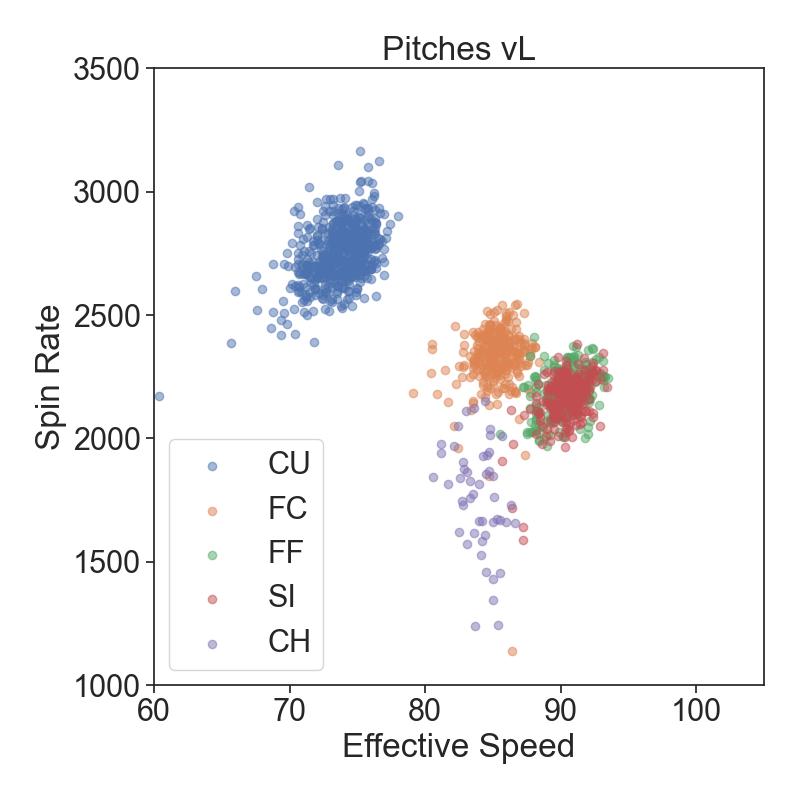 Pitches vL
3500
3000
2500
2000
1500
1000
Spin Rate
CU
FC
FF
SI
CH
60 70 80 90 100
Effective Speed